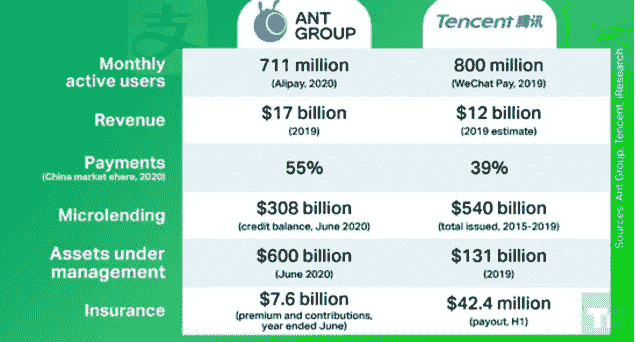 ANT GROUP
Tencent 腾讯
Monthly active users
711 million
(Alipay, 2020)
800 million
(WeChat Pay, 2019)
Revenue
$17 billion
(2019)
$12 billion
(2019 estimate)
Payments
(China market share, 2020)
55%
39%
Microlending
$308 billion
(credit balance, June 2020)
$540 billion
(total issued, 2015-2019)
Assets under management
$600 billion
(June 2020)
$131 billion
(2019)
Insurance
$7.6 billion
(premium and contributions,
year ended June)
$42.4 million
(payout, H1)
Sources: Ant Group, Tencent, iResearch
支